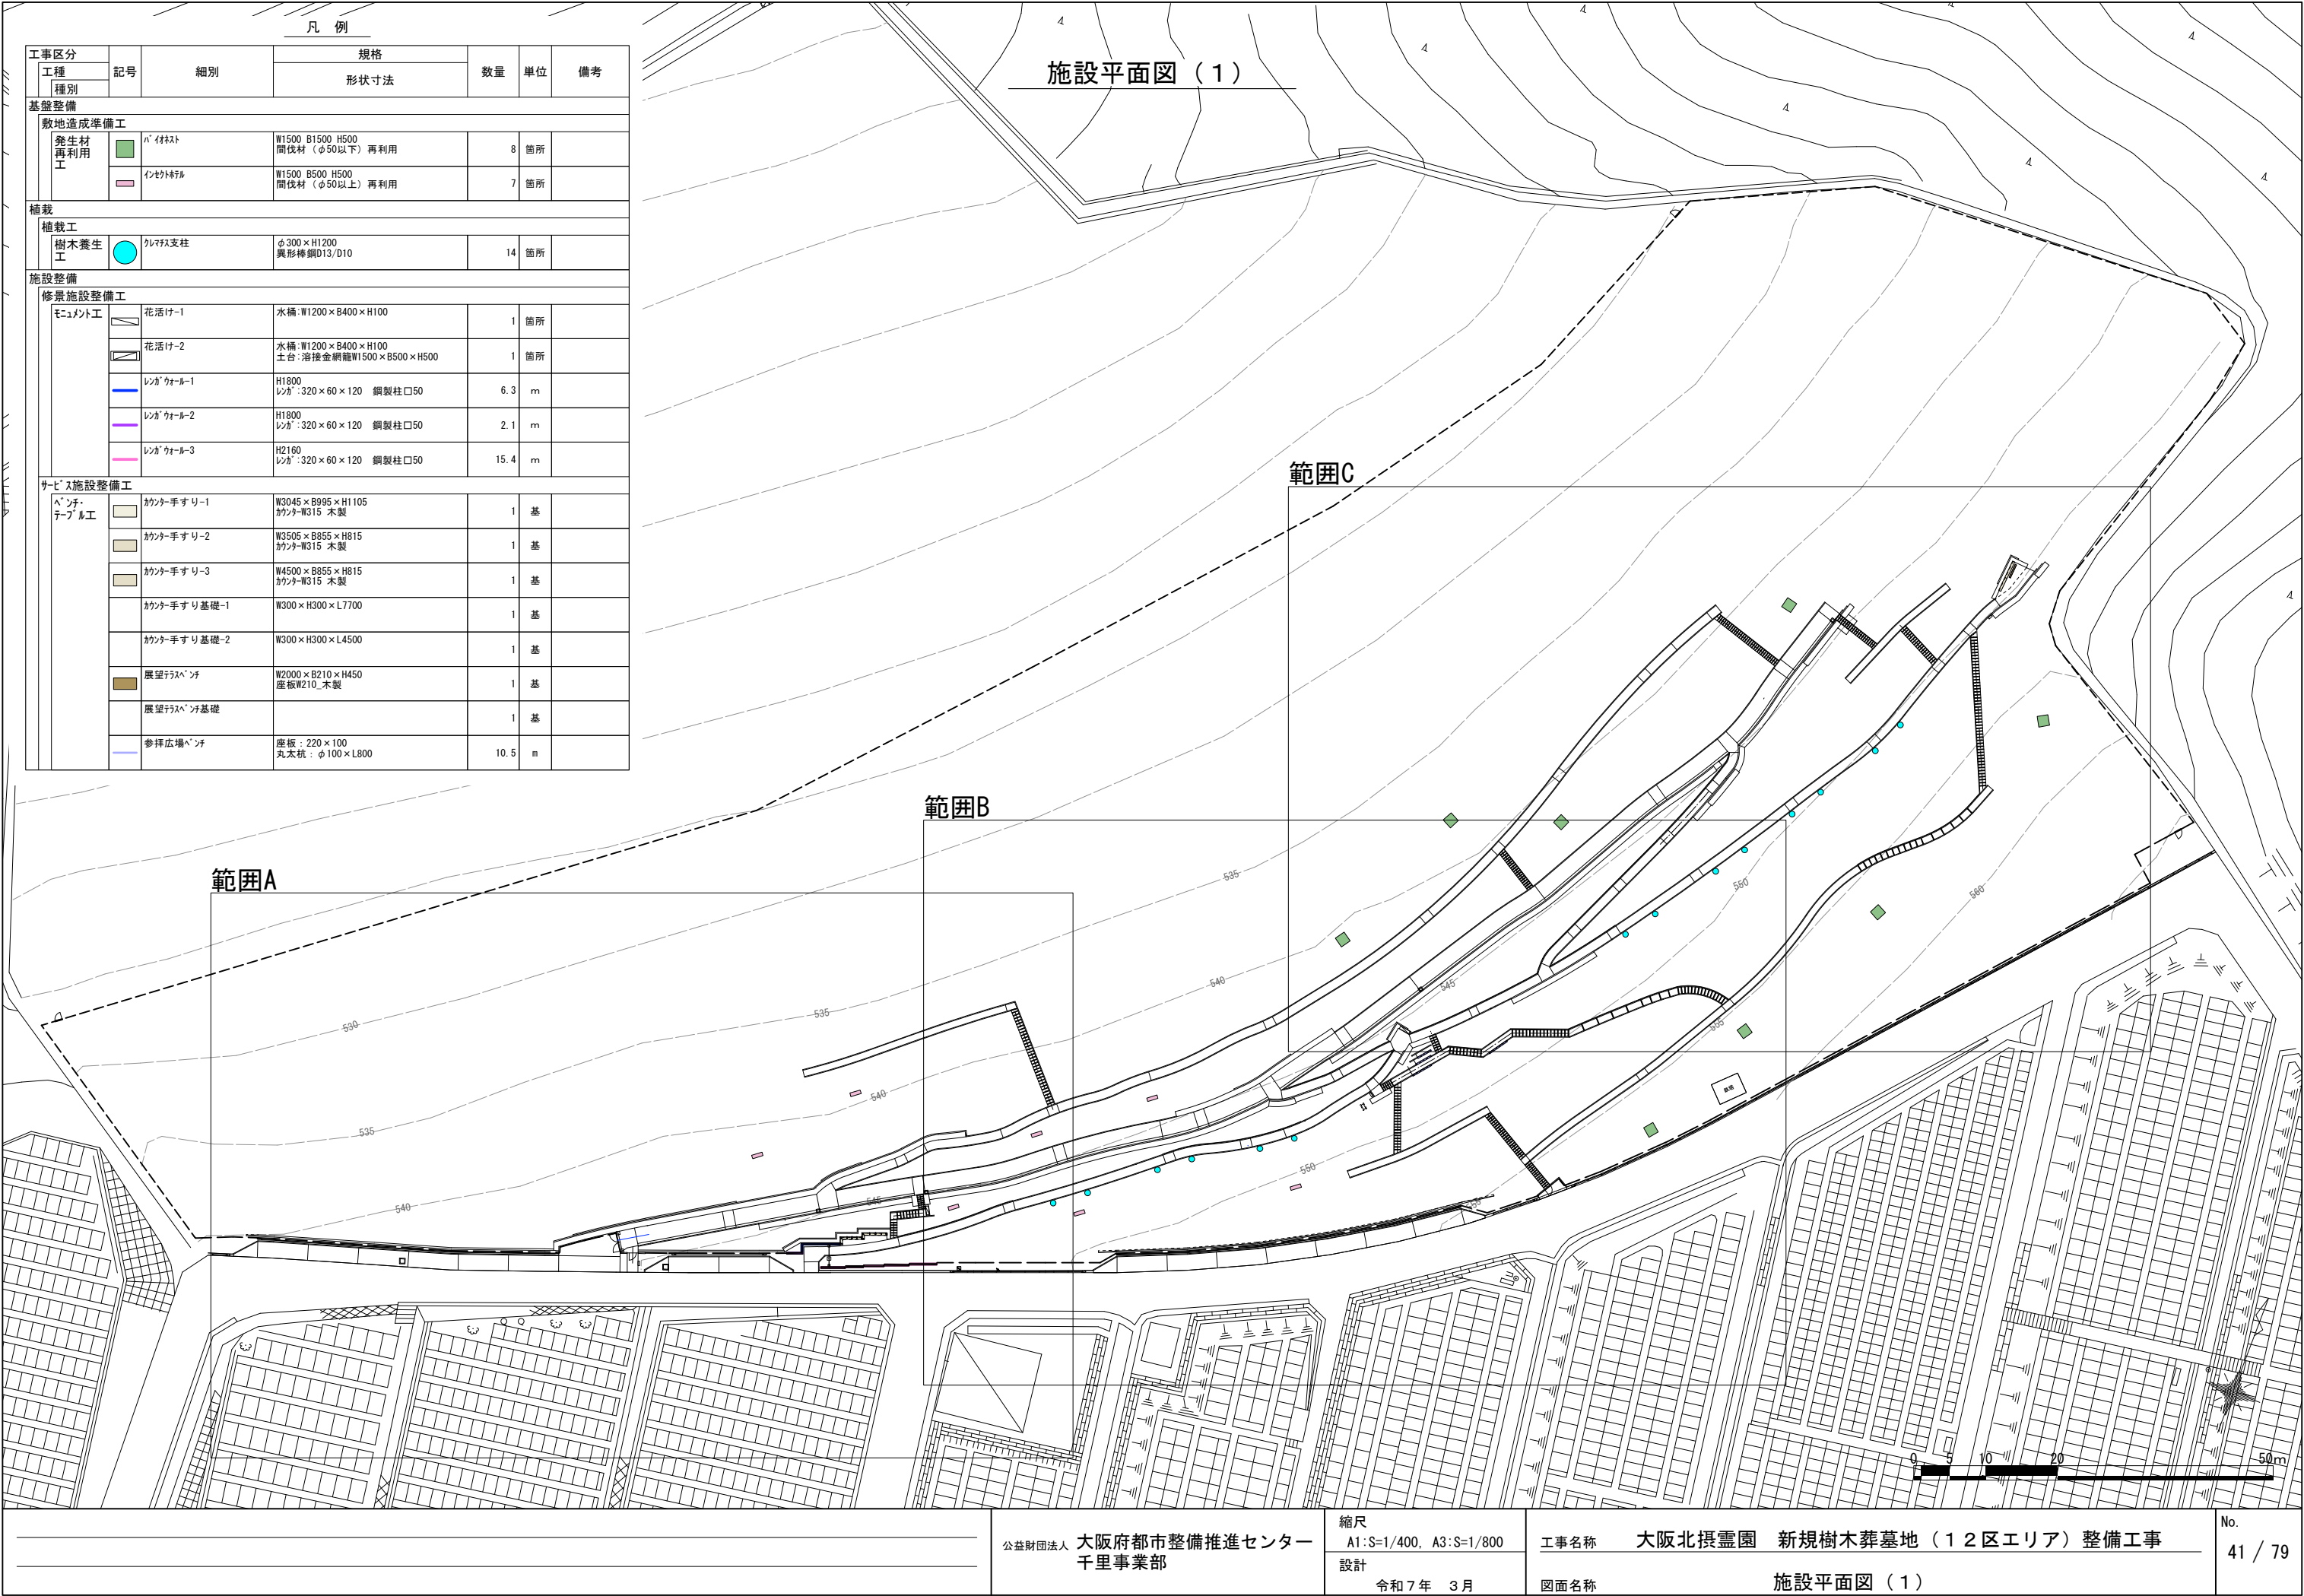 凡 例
工事区分
工種
種別
記号
細別
規格
形状寸法
数量
単位
備考
基盤整備
敷地造成準備工
発生材
再利用
工
ﾊﾞｲｵﾈｽﾄ
W1500 B1500 H500
間伐材（φ50以下）再利用
8 箇所
ｲﾝｾｸﾄﾎﾃﾙ
W1500 B500 H500
間伐材（φ50以上）再利用
7 箇所
植栽
植栽工
樹木養生
工
ｸﾚﾏﾁｽ支柱
φ300×H1200
異形棒鋼D13/D10
14 箇所
施設整備
修景施設整備工
ﾓﾆｭﾒﾝﾄ工
花活け-1
水桶:W1200×B400×H100
1 箇所
花活け-2
水桶:W1200×B400×H100
土台:溶接金網籠W1500×B500×H500
1 箇所
ﾚﾝｶﾞｳｫｰﾙ-1
H1800
ﾚﾝｶﾞ:320×60×120 鋼製柱□50
6.3 m
ﾚﾝｶﾞｳｫｰﾙ-2
H1800
ﾚﾝｶﾞ:320×60×120 鋼製柱□50
2.1 m
ﾚﾝｶﾞｳｫｰﾙ-3
H2160
ﾚﾝｶﾞ:320×60×120 鋼製柱□50
15.4 m
ｻｰﾋﾞｽ施設整備工
ﾍﾞﾝﾁ・
ﾃｰﾌﾞﾙ工
ｶｳﾝﾀｰ手すり-1
W3045×B995×H1105
ｶｳﾝﾀｰW315 木製
1 基
ｶｳﾝﾀｰ手すり-2
W3505×B855×H815
ｶｳﾝﾀｰW315 木製
1 基
ｶｳﾝﾀｰ手すり-3
W4500×B855×H815
ｶｳﾝﾀｰW315 木製
1 基
ｶｳﾝﾀｰ手すり基礎-1
W300×H300×L7700
1 基
ｶｳﾝﾀｰ手すり基礎-2
W300×H300×L4500
1 基
展望ﾃﾗｽﾍﾞﾝﾁ
W2000×B210×H450
座板W210_木製
1 基
展望ﾃﾗｽﾍﾞﾝﾁ基礎
1 基
参拝広場ﾍﾞﾝﾁ
座板：220×100
丸太杭：φ100×L800
10.5 m
施設平面図（１）
範囲C
範囲B
範囲A
535
550
560
540
545
530
535
555
540
535
550
540
545
550
0 5 10 20 50m
公益財団法人 大阪府都市整備推進センター
千里事業部
縮尺
A1:S=1/400, A3:S=1/800
設計
令和７年 ３月
工事名称 大阪北摂霊園 新規樹木葬墓地（１２区エリア）整備工事
図面名称 施設平面図（１）
No.
41 / 79